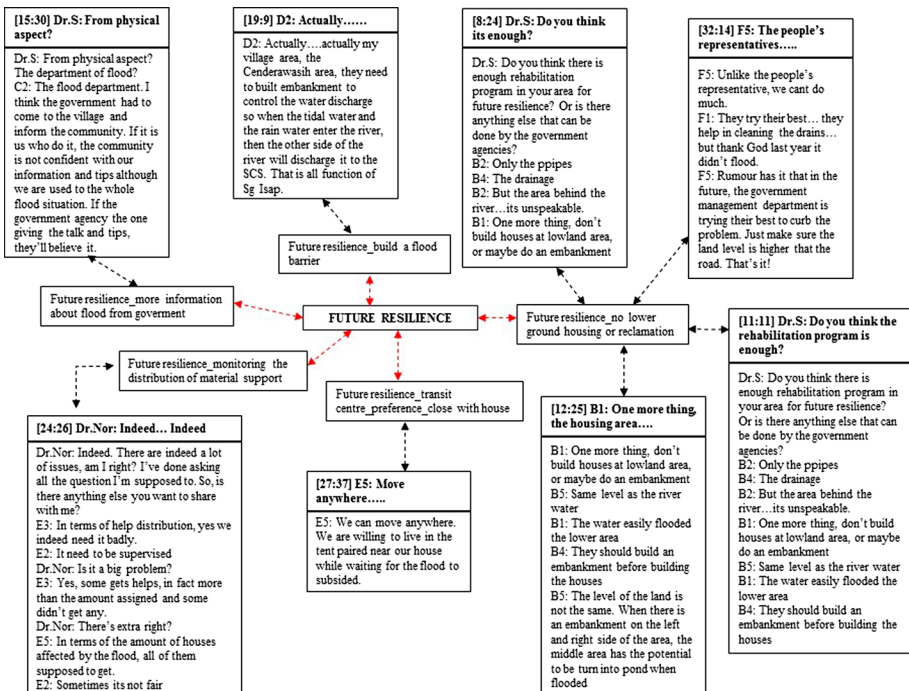 [15:30] Dr.S: From physical
aspect?
Dr.S: From physical aspect?
The department of flood?
C2: The flood department. I
think the government had to
come to the village and
inform the community. If it is
us who do it, the community
is not confident with our
information and tips although
we are used to the whole
flood situation. If the
government agency the one
giving the talk and tips,
they'll believe it.
[19:9] D2: Actually……
D2: Actually….actually my
village area, the
Cenderawasih area, they need
to built embankment to
control the water discharge
so when the tidal water and
the rain water enter the river,
then the other side of the
river will discharge it to the
SCS. That is all function of
Sg Isap.
[8:24] Dr.S: Do you think
its enough?
Dr.S: Do you think there is
enough rehabilitation
program in your area for
future resilience? Or is there
anything else that can be
done by the government
agencies?
B2: Only the ppipes
B4: The drainage
B2: But the area behind the
river…its unspeakable.
B1: One more thing, don't
build houses at lowland area,
or maybe do an embankment
[32:14] F5: The people's
representatives…..
F5: Unlike the people's
representative, we cant do
much.
F1: They try their best… they
help in cleaning the drains…
but thank God last year it
didn't flood.
F5: Rumour has it that in the
future, the government
management department is
trying their best to curb the
problem. Just make sure the
land level is higher that the
road. That's it!
Future resilience_build a flood
barrier
Future resilience_more information
about flood from goverment
FUTURE RESILIENCE
Future resilience_no lower
ground housing or reclamation
Future resilience_monitoring the
distribution of material support
Future resilience_transit
centre_preference_close with house
[24:26] Dr.Nor: Indeed… Indeed
Dr.Nor: Indeed. There are indeed a
lot of issues, am I right? I've done asking
all the question I'm supposed to. So, is
there anything else you want to share
with me?
E3: In terms of help distribution, yes we
indeed need it badly.
E2: It need to be supervised
Dr.Nor: Is it a big problem?
E3: Yes, some gets helps, in fact more
than the amount assigned and some
didn't get any.
Dr.Nor: There's extra right?
E5: In terms of the amount of houses
affected by the flood, all of them
supposed to get.
E2: Sometimes its not fair
[27:37] E5: Move
anywhere…..
E5: We can move anywhere.
We are willing to live in the
tent paired near our house
while waiting for the flood to
subsided.
[12:25] B1: One more thing,
the housing area….
B1: One more thing, don't
build houses at lowland area,
or maybe do an embankment
B5: Same level as the river
water
B1: The water easily flooded
the lower area
B4: They should build an
embankment before building
the houses
B5: The level of the land is
not the same. When there is
an embankment on the left
and right side of the area, the
middle area has the potential
to be turn into pond when
flooded
[11:11] Dr.S: Do you think the
rehabilitation program is
enough?
Dr.S: Do you think there is
enough rehabilitation program in
your area for future resilience?
Or is there anything else that can
be done by the government
agencies?
B2: Only the ppipes
B4: The drainage
B2: But the area behind the
river…its unspeakable.
B1: One more thing, don't build
houses at lowland area, or maybe
do an embankment
B5: Same level as the river water
B1: The water easily flooded the
lower area
B4: They should build an
embankment before building the
houses